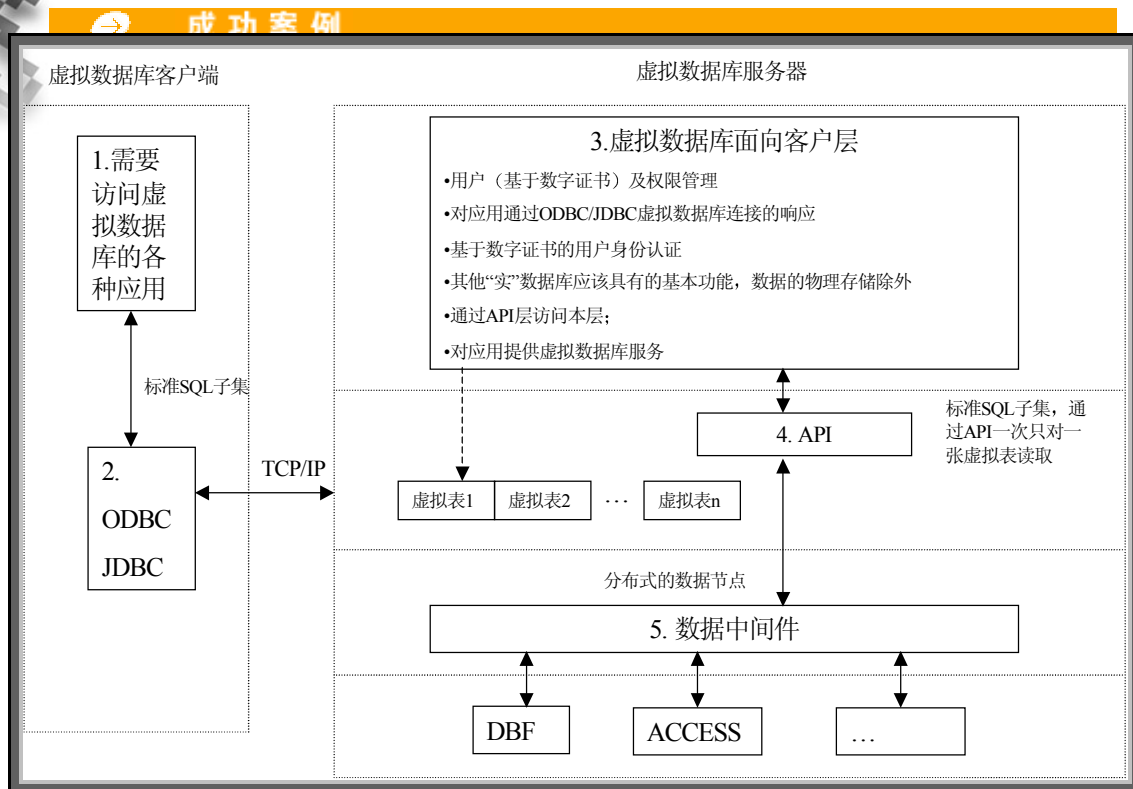 成功案例
虚拟数据库客户端
虚拟数据库服务器
1.需要
访问虚
拟数据
库的各
种应用
标准SQL子集
2.
ODBC
JDBC
TCP/IP
3.虚拟数据库面向客户层
•用户（基于数字证书）及权限管理
•对应用通过ODBC/JDBC虚拟数据库连接的响应
•基于数字证书的用户身份认证
•其他“实”数据库应该具有的基本功能，数据的物理存储除外
•通过API层访问本层；
•对应用提供虚拟数据库服务
4. API
标准SQL子集，通
过API一次只对一
张虚拟表读取
虚拟表1
虚拟表2
…
虚拟表n
分布式的数据节点
5. 数据中间件
DBF
ACCESS
…